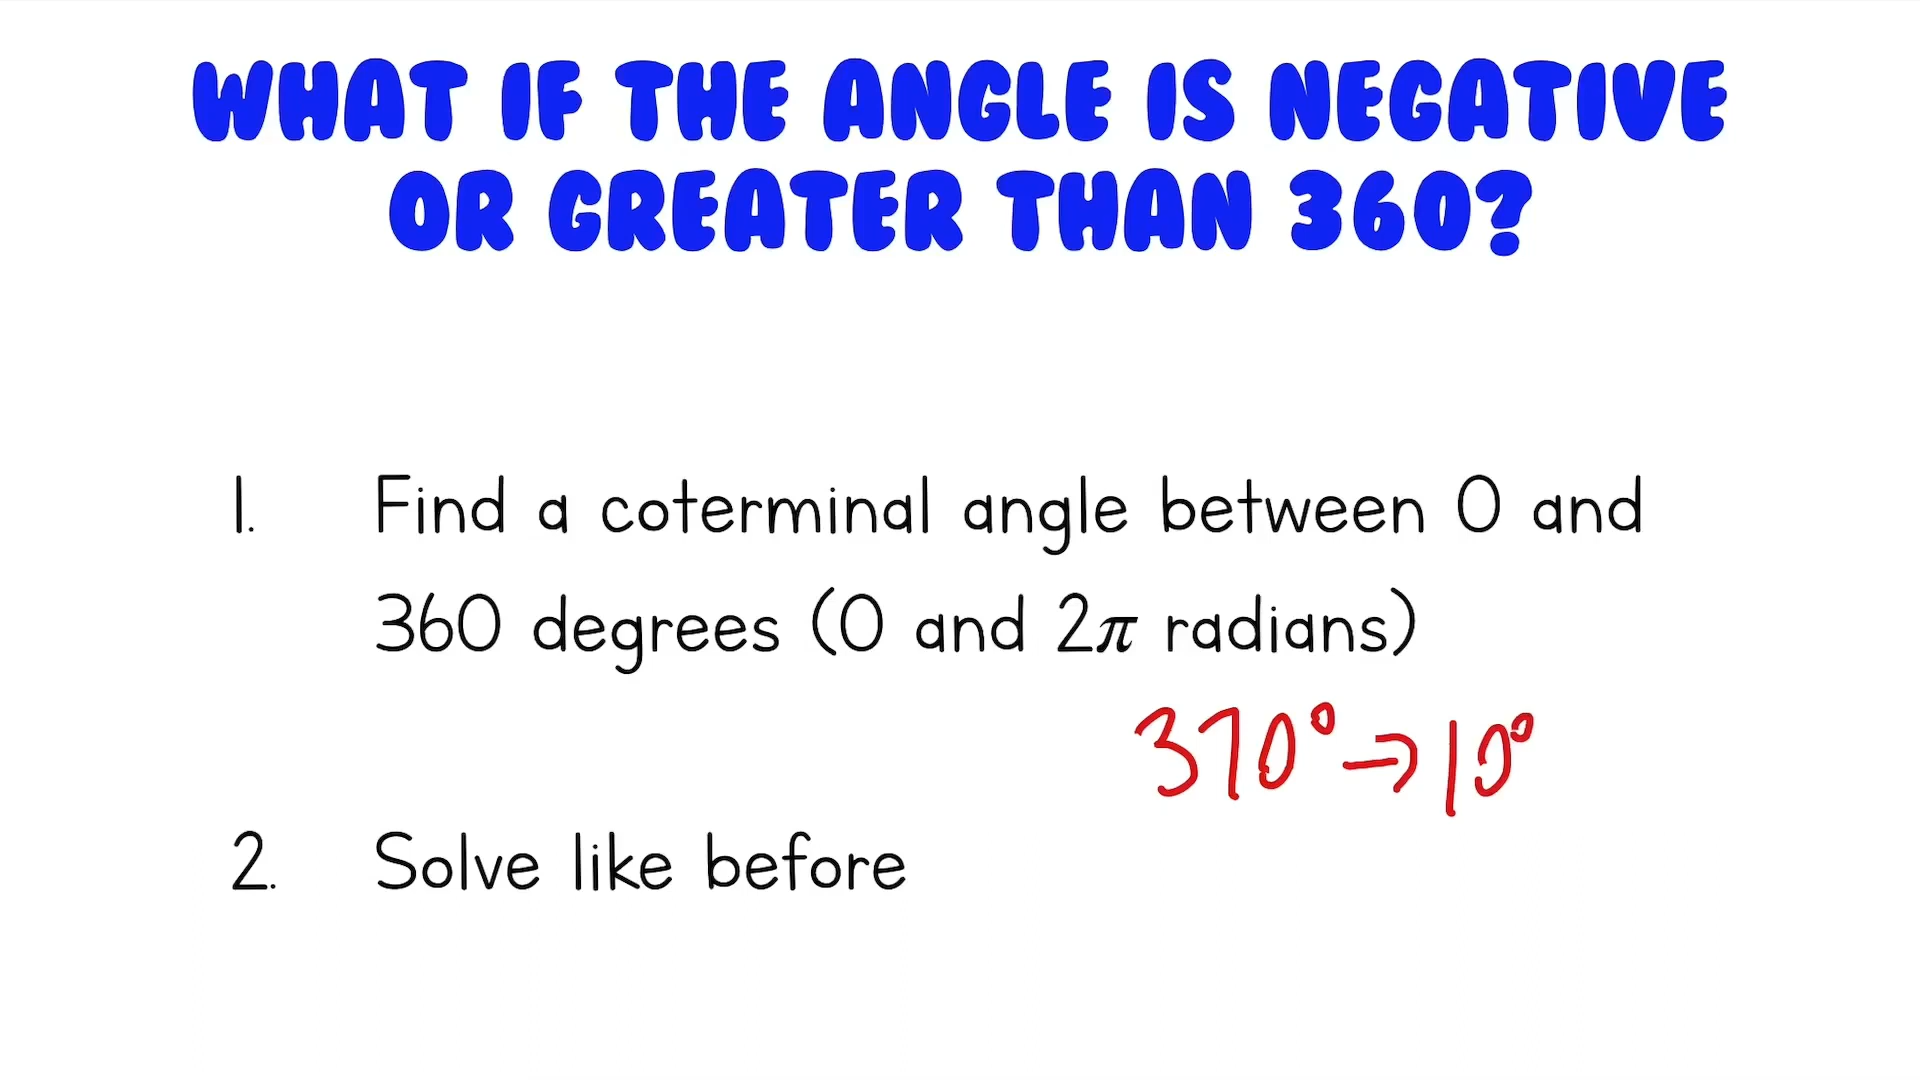 WHAT IF THE ANGLE IS NEGATIVE
OR GREATER THAN 360?
1. Find a coterminal angle between 0 and
360 degrees (0 and 2π radians)
370° → 10°
2. Solve like before